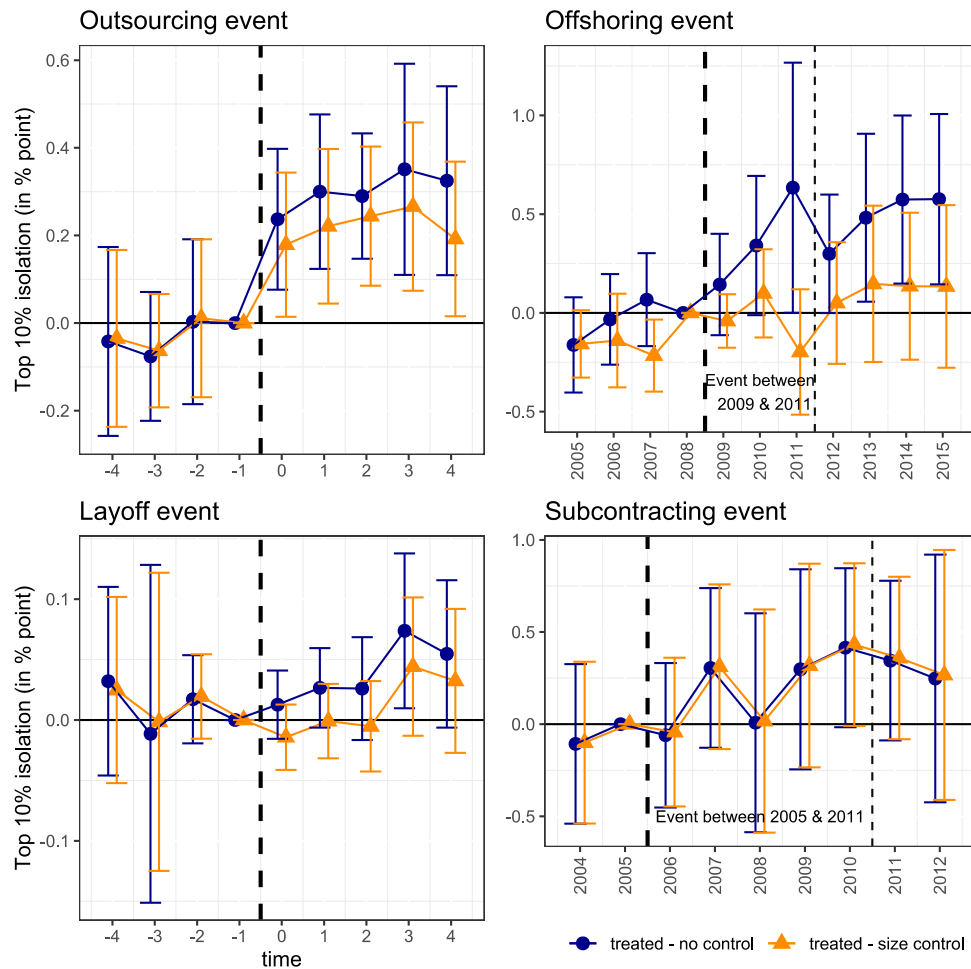 Outsourcing event
Top 10% isolation (in % point)
0.6
0.4
0.2
0.0
-0.2
-4 -3 -2 -1 0 1 2 3 4
Offshoring event
1.0
0.5
0.0
-0.5
Event between
2009 & 2011
2005 2006 2007 2008 2009 2010 2011 2012 2013 2014 2015
Layoff event
Top 10% isolation (in % point)
0.1
0.0
-0.1
-4 -3 -2 -1 0 1 2 3 4
time
Subcontracting event
1.0
0.5
0.0
-0.5
Event between 2005 & 2011
2004 2005 2006 2007 2008 2009 2010 2011 2012
treated - no control treated - size control